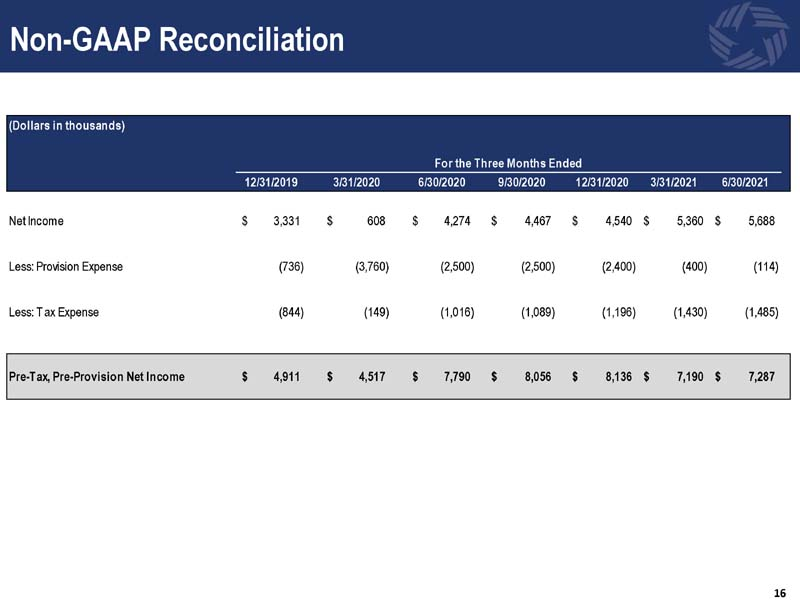 Non-GAAP Reconciliation
(Dollars in thousands)
For the Three Months Ended
12/31/2019 3/31/2020 6/30/2020 9/30/2020 12/31/2020 3/31/2021 6/30/2021
Net Income $ 3,331 $ 608 $ 4,274 $ 4,467 $ 4,540 $ 5,360 $ 5,688
Less: Provision Expense (736) (3,760) (2,500) (2,500) (2,400) (400) (114)
Less: Tax Expense (844) (149) (1,016) (1,089) (1,196) (1,430) (1,485)
Pre-Tax, Pre-Provision Net Income $ 4,911 $ 4,517 $ 7,790 $ 8,056 $ 8,136 $ 7,190 $ 7,287
16